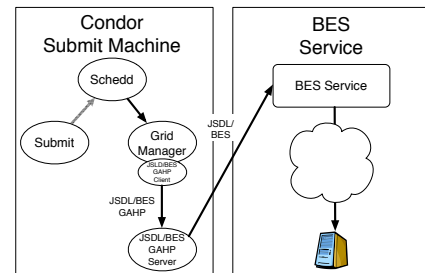 Condor
Submit Machine
Schedd
Submit
Grid
Manager
JSLD/BES
GAHP
Client
JSDL/BES
GAHP
JSDL/BES
GAHP
Server
JSDL/
BES
BES
Service
BES Service